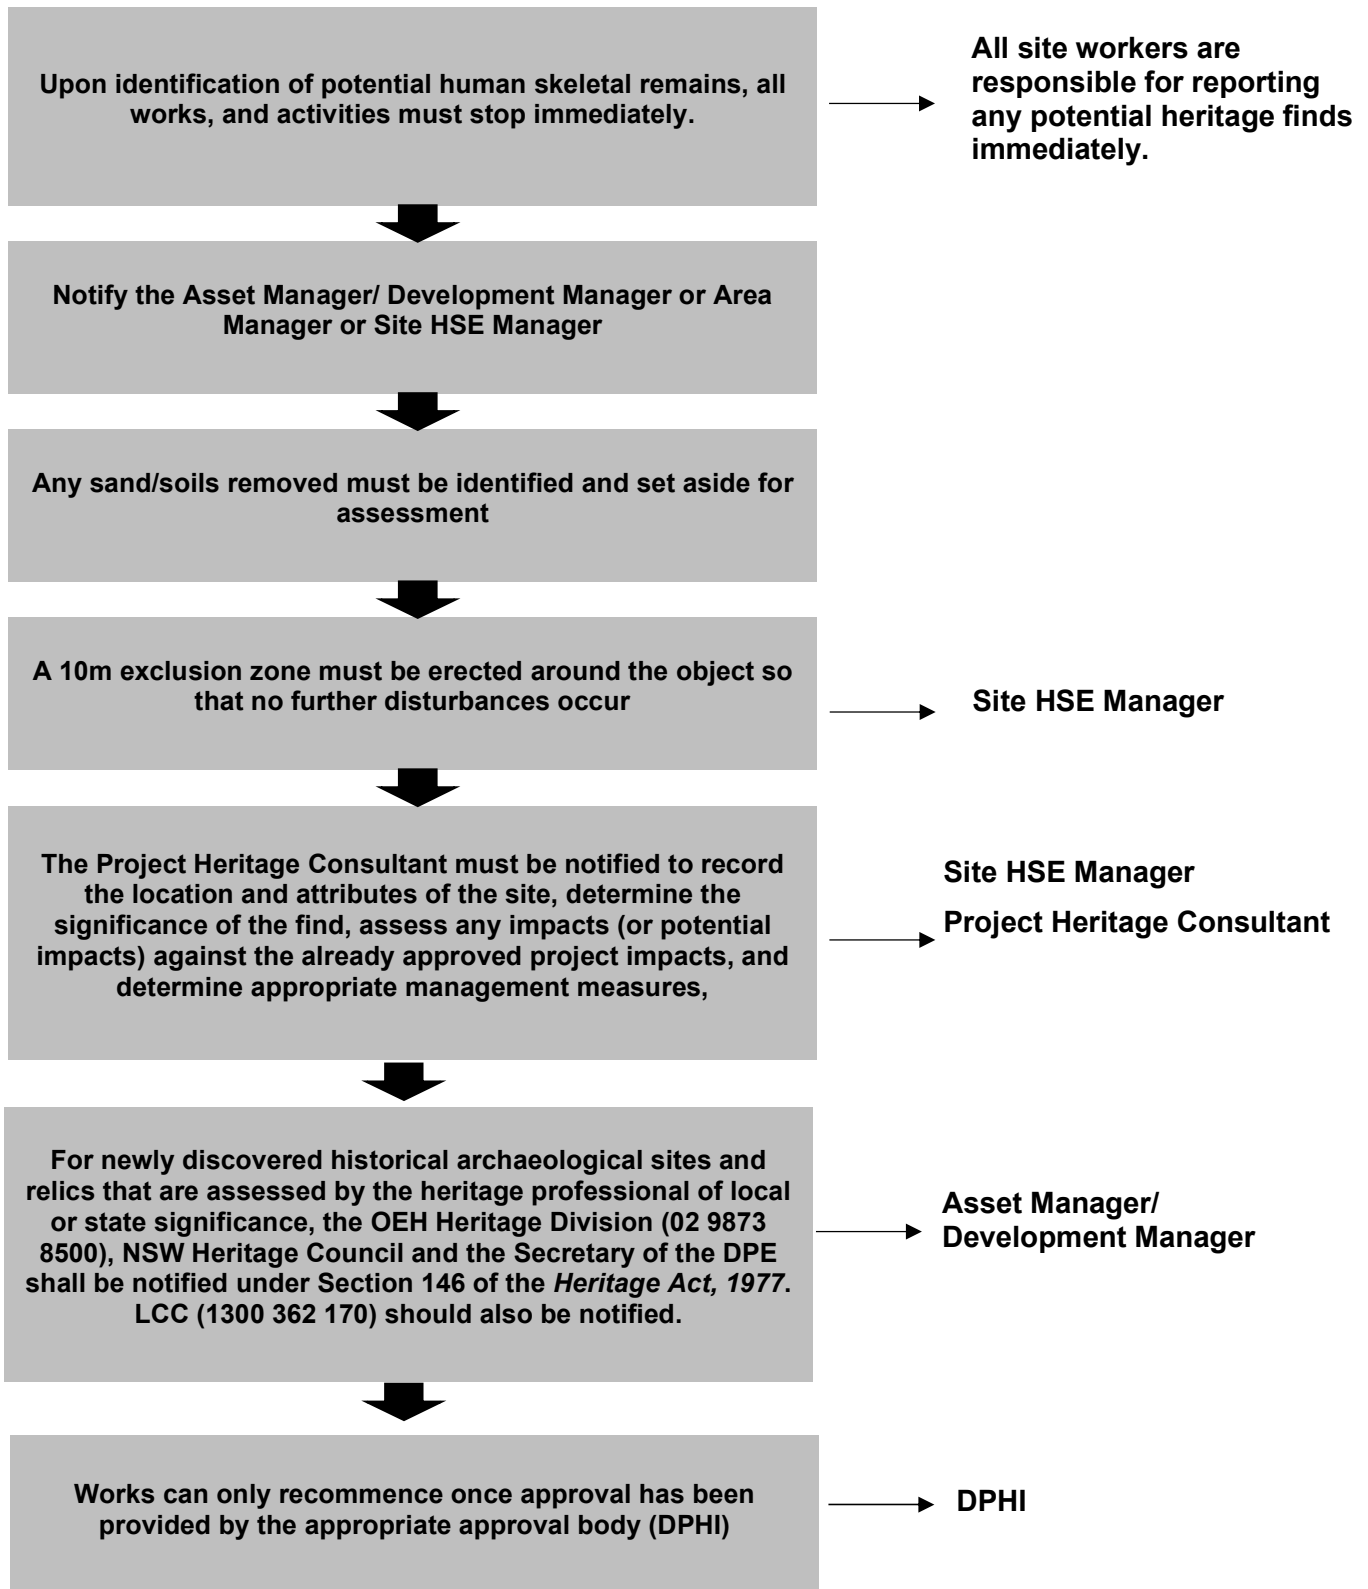 Upon identification of potential human skeletal remains, all
works, and activities must stop immediately.
All site workers are
responsible for reporting
any potential heritage finds
immediately.
Notify the Asset Manager/ Development Manager or Area
Manager or Site HSE Manager
Any sand/soils removed must be identified and set aside for
assessment
A 10m exclusion zone must be erected around the object so
that no further disturbances occur
Site HSE Manager
The Project Heritage Consultant must be notified to record
the location and attributes of the site, determine the
significance of the find, assess any impacts (or potential
impacts) against the already approved project impacts, and
determine appropriate management measures,
Site HSE Manager
Project Heritage Consultant
For newly discovered historical archaeological sites and
relics that are assessed by the heritage professional of local
or state significance, the OEH Heritage Division (02 9873
8500), NSW Heritage Council and the Secretary of the DPE
shall be notified under Section 146 of the Heritage Act, 1977.
LCC (1300 362 170) should also be notified.
Asset Manager/
Development Manager
Works can only recommence once approval has been
provided by the appropriate approval body (DPHI)
DPHI